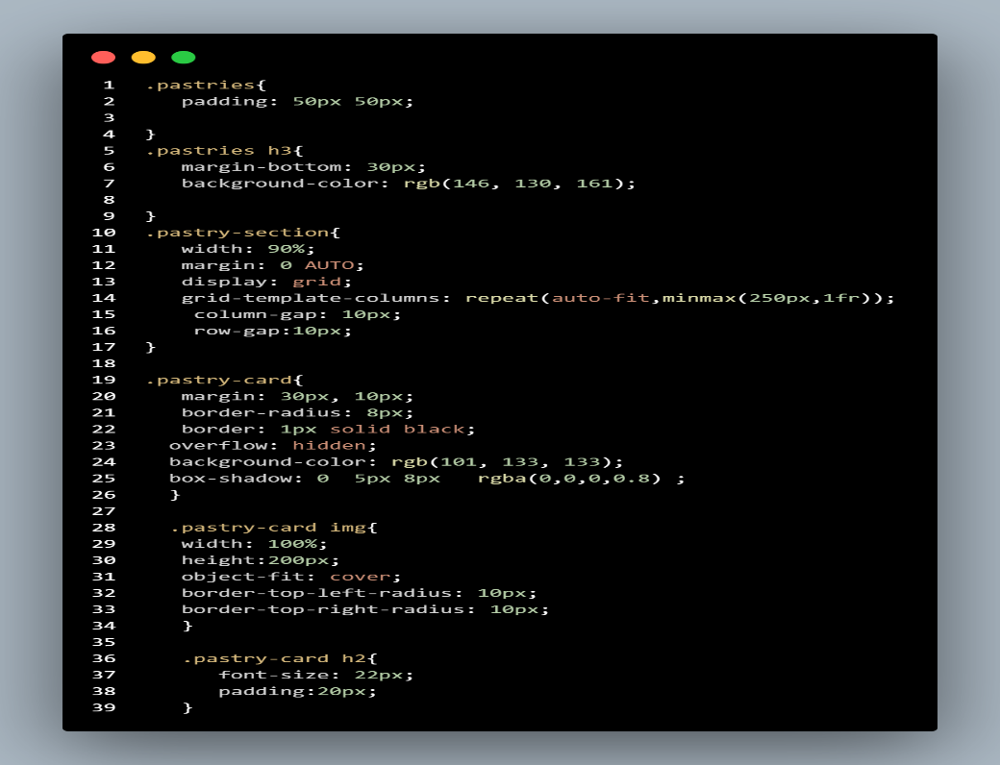 1 .pastries{
2 padding: 50px 50px;
3
4 }
5 .pastries h3{
6 margin-bottom: 30px;
7 background-color: rgb(146, 130, 161);
8
9 }
10 .pastry-section{
11 width: 90%;
12 margin: 0 AUTO;
13 display: grid;
14 grid-template-columns: repeat(auto-fit,minmax(250px,1fr));
15 column-gap: 10px;
16 row-gap:10px;
17 }
18
19 .pastry-card{
20 margin: 30px, 10px;
21 border-radius: 8px;
22 border: 1px solid black;
23 overflow: hidden;
24 background-color: rgb(101, 133, 133);
25 box-shadow: 0  5px 8px   rgba(0,0,0,0.8) ;
26 }
27
28 .pastry-card img{
29 width: 100%;
30 height:200px;
31 object-fit: cover;
32 border-top-left-radius: 10px;
33 border-top-right-radius: 10px;
34 }
35
36 .pastry-card h2{
37 font-size: 22px;
38 padding:20px;
39 }